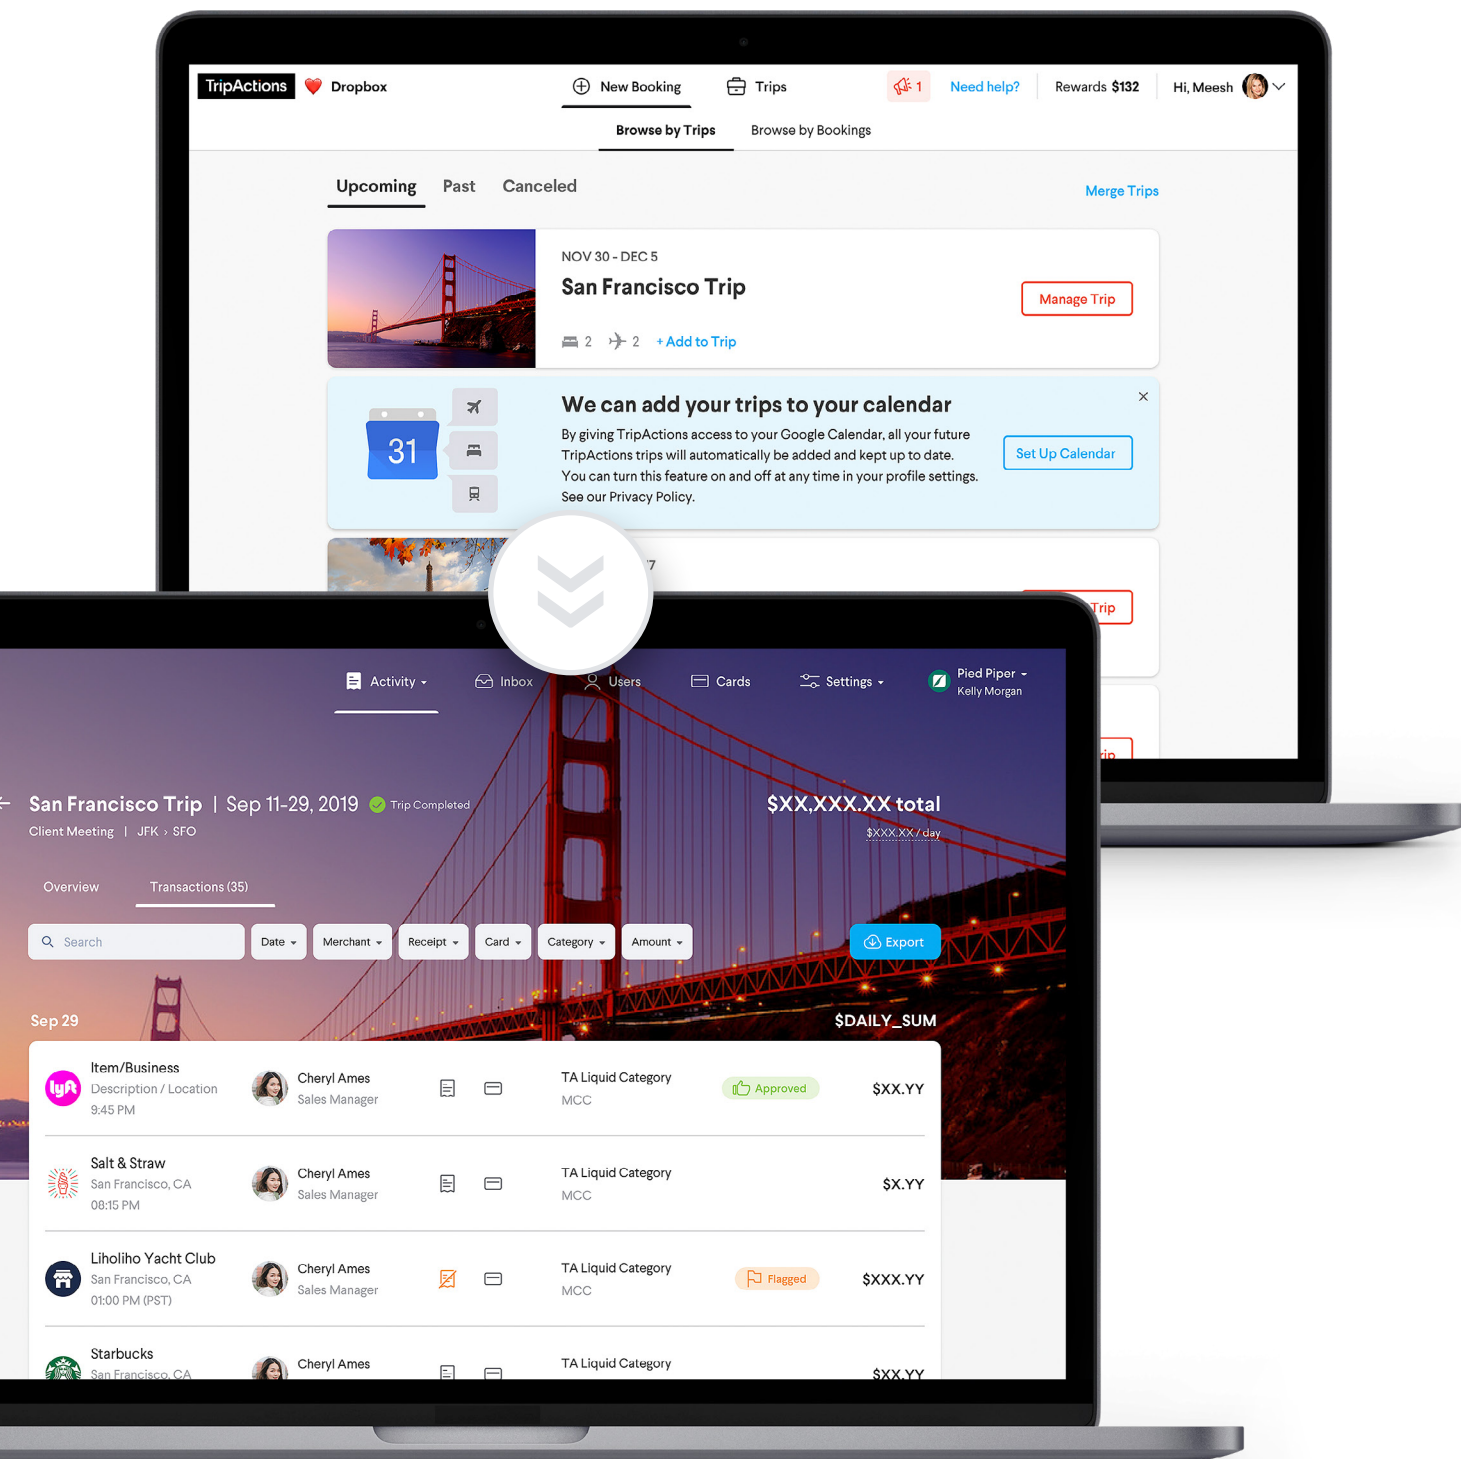 TripActions
Dropbox
New Booking
Trips
1
Need help?
Rewards $132
Hi, Meesh
Browse by Trips
Browse by Bookings
Upcoming
Past
Canceled
Merge Trips
NOV 30 - DEC 5
San Francisco Trip
2
2
+ Add to Trip
Manage Trip
31
We can add your trips to your calendar
By giving TripActions access to your Google Calendar, all your future
TripActions trips will automatically be added and kept up to date.
You can turn this feature on and off at any time in your profile settings.
See our Privacy Policy.
Set Up Calendar
Trip
Activity
Inbox
Users
Cards
Settings
Pied Piper
Kelly Morgan
San Francisco Trip | Sep 11-29, 2019
Trip Completed
$XX,XXX.XX total
Client Meeting | JFK > SFO
$XXX.XX / day
Overview
Transactions (35)
Search
Date
Merchant
Receipt
Card
Category
Amount
Export
Sep 29
$DAILY_SUM
lyft
Item/Business
Description / Location
9:45 PM
Cheryl Ames
Sales Manager
TA Liquid Category
MCC
Approved
$XX.YY
Salt & Straw
San Francisco, CA
08:15 PM
Cheryl Ames
Sales Manager
TA Liquid Category
MCC
$X.YY
Liholiho Yacht Club
San Francisco, CA
01:00 PM (PST)
Cheryl Ames
Sales Manager
TA Liquid Category
MCC
Flagged
$XXX.YY
Starbucks
San Francisco, CA
Cheryl Ames
TA Liquid Category
$XX.YY